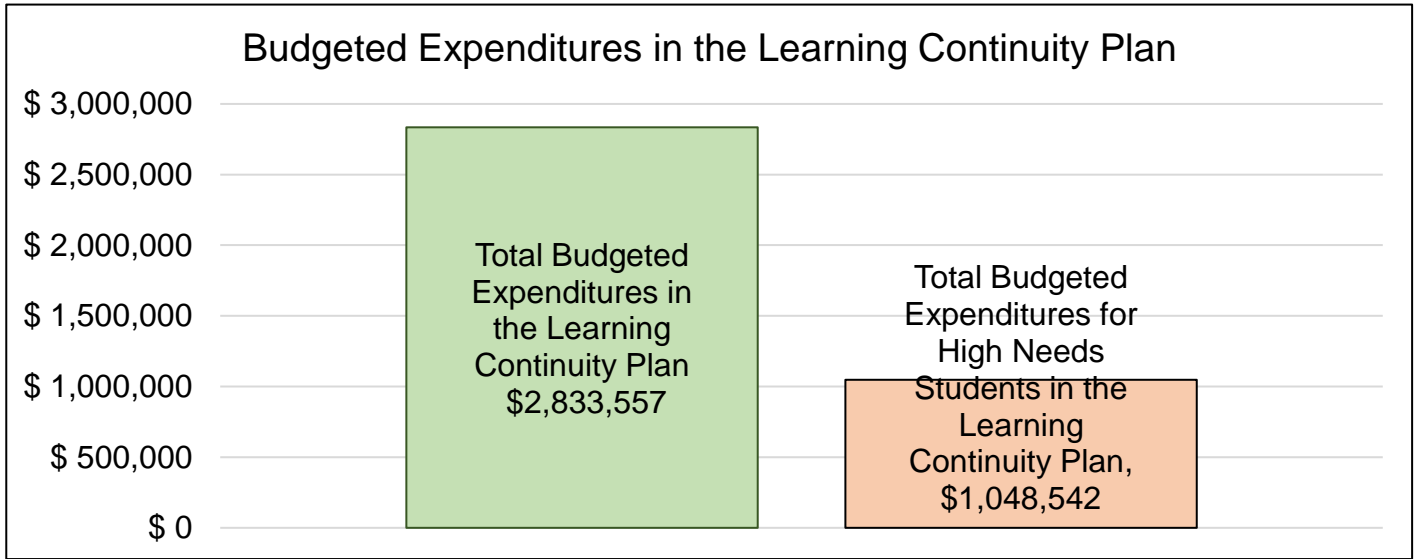 Budgeted Expenditures in the Learning Continuity Plan
$ 3,000,000
$ 2,500,000
$ 2,000,000
$ 1,500,000
$ 1,000,000
$ 500,000
$ 0
Total Budgeted
Expenditures in
the Learning
Continuity Plan
$2,833,557
Total Budgeted
Expenditures for
High Needs
Students in the
Learning
Continuity Plan,
$1,048,542